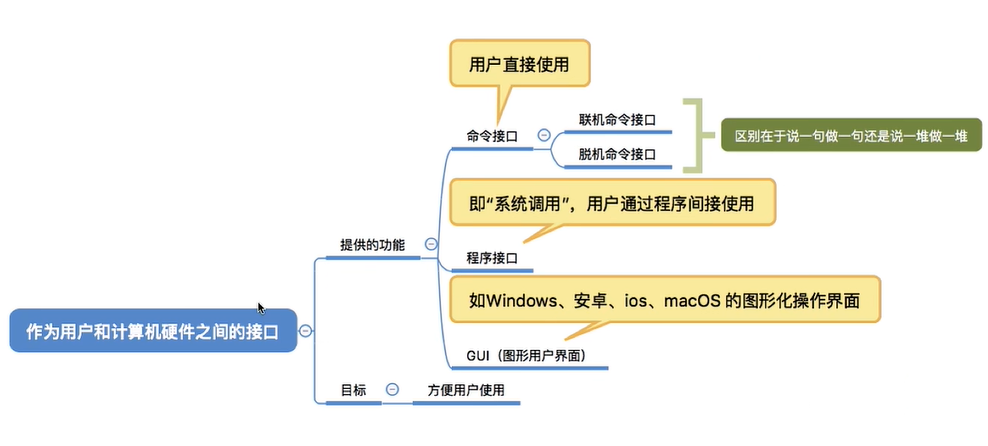 用户直接使用
命令接口
联机命令接口
脱机命令接口
区别在于说一句做一句还是说一堆做一堆
即“系统调用”，用户通过程序间接使用
提供的功能
程序接口
如Windows、安卓、ios、macOS 的图形化操作界面
作为用户和计算机硬件之间的接口
GUI（图形用户界面）
目标
方便用户使用